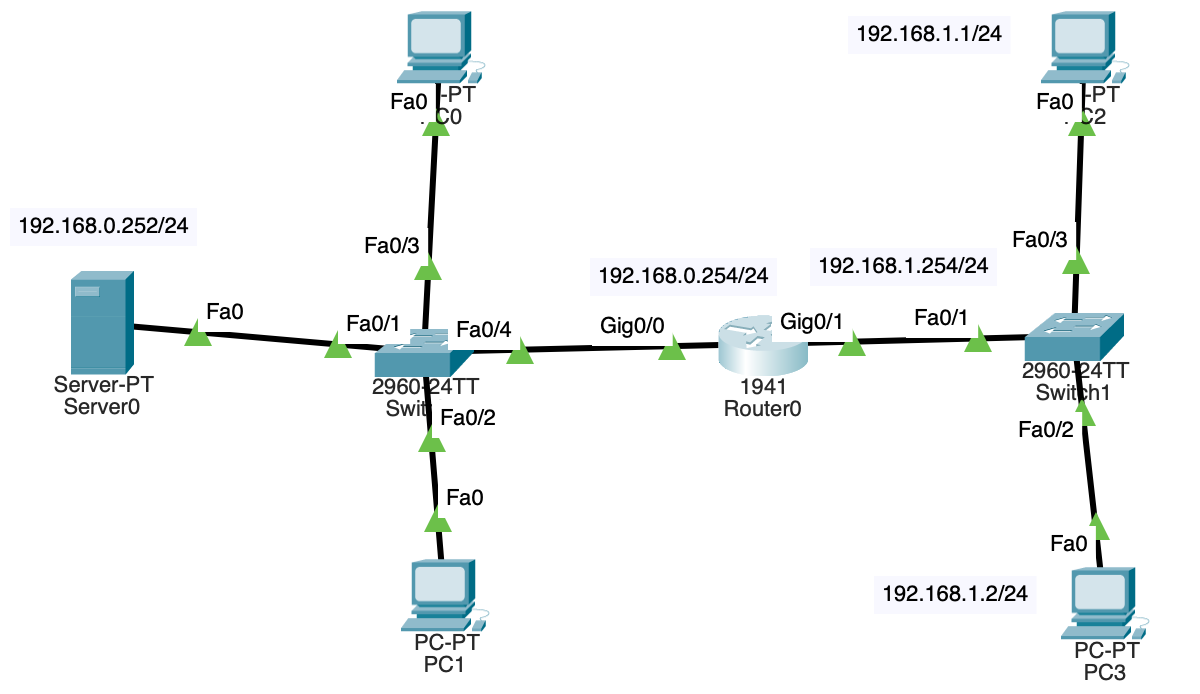 192.168.1.1/24
Fa0
-PT
C0
Fa0
-PT
C2
192.168.0.252/24
Fa0/3
Fa0/3
192.168.0.254/24
192.168.1.254/24
Fa0
Fa0/1
Fa0/4
Gig0/0
Gig0/1
Fa0/1
Server-PT
Server0
2960-24TT
Swit
1941
Router0
2960-24TT
Switch1
Fa0/2
Fa0/2
Fa0
Fa0
192.168.1.2/24
PC-PT
PC1
PC-PT
PC3